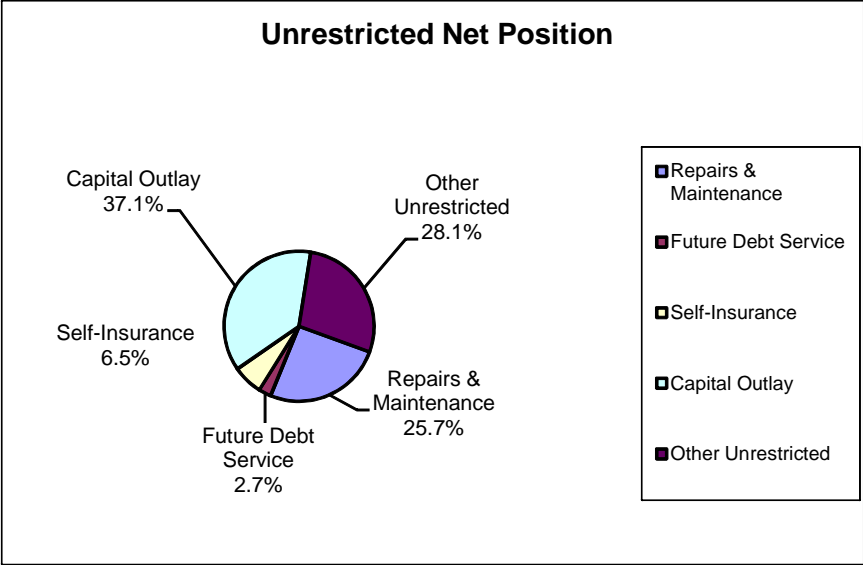 Unrestricted Net Position
Capital Outlay
37.1%
Other
Unrestricted
28.1%
Self-Insurance
6.5%
Repairs &
Maintenance
25.7%
Future Debt
Service
2.7%
Repairs &
Maintenance
Future Debt Service
Self-Insurance
Capital Outlay
Other Unrestricted